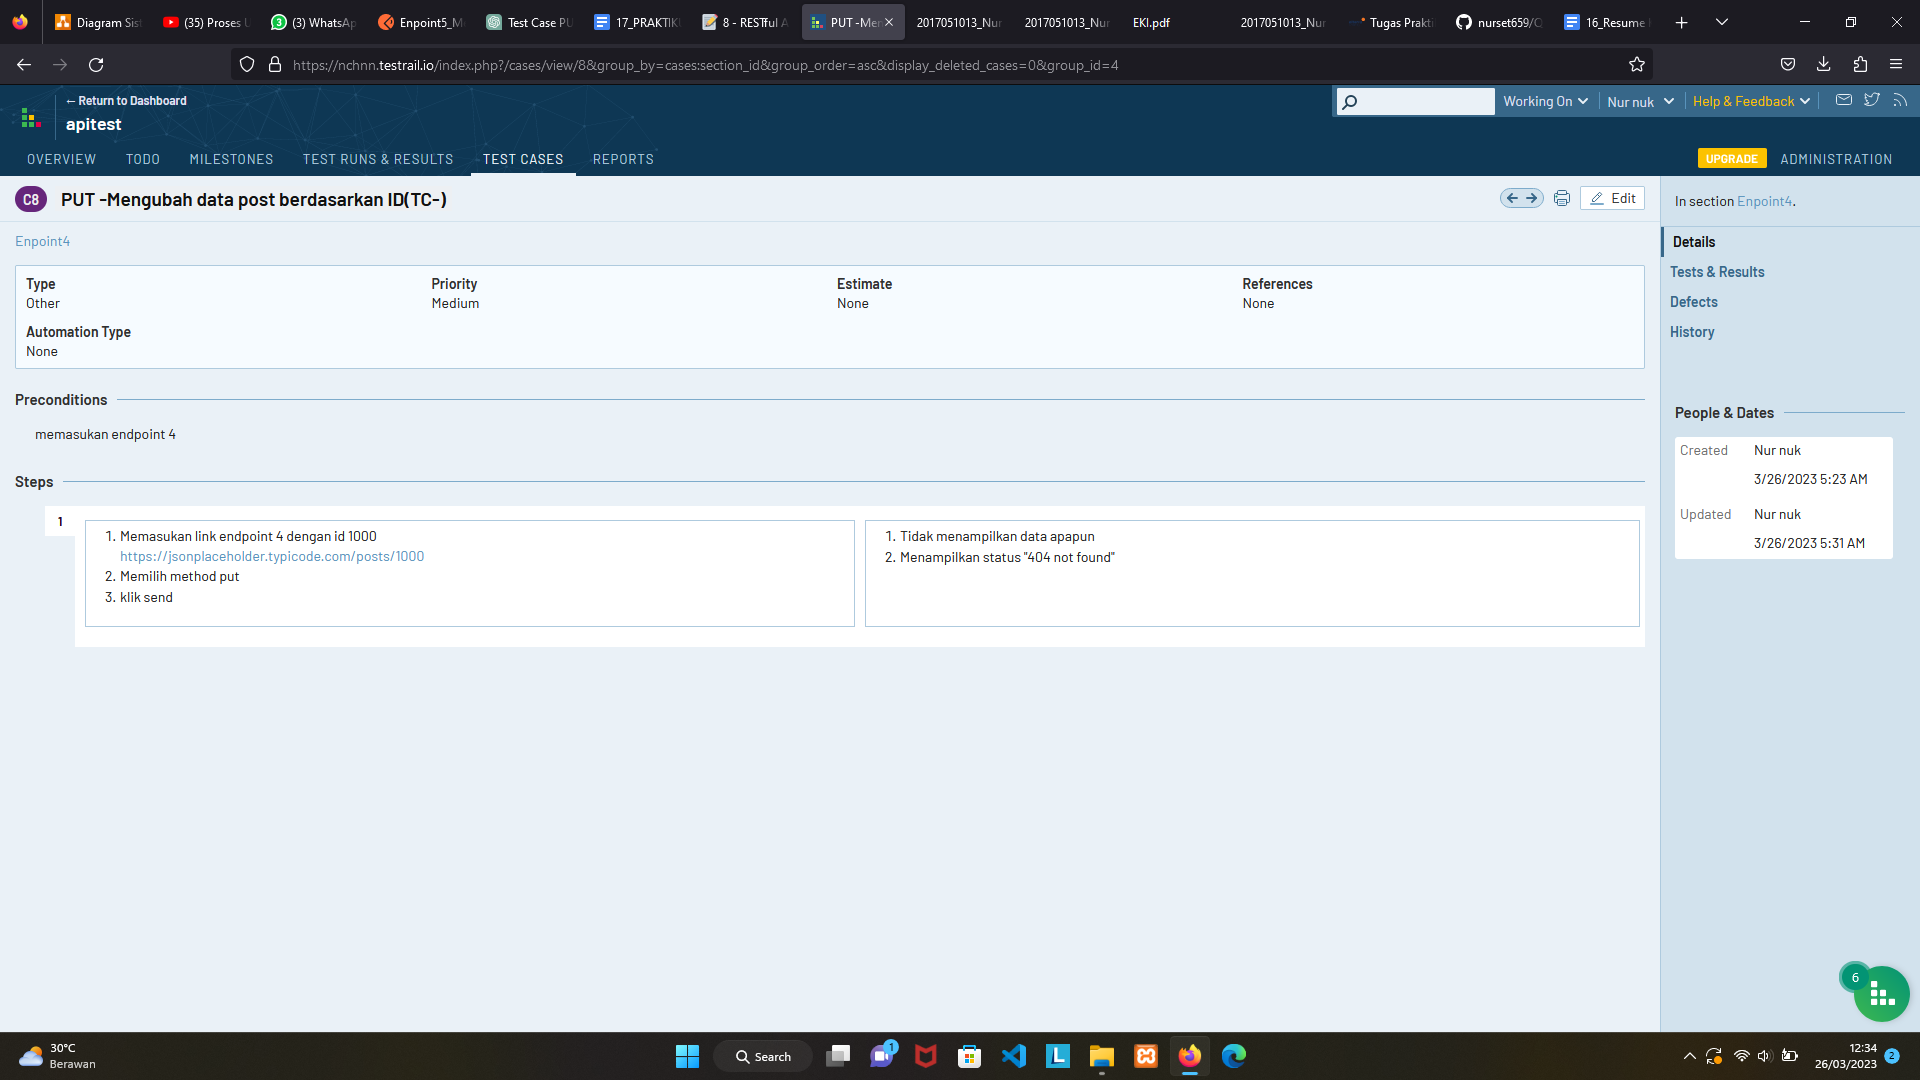 Diagram Sis
(35) Proses U
(3) WhatsAp
Enpoint5_Me
Test Case PU
17_PRAKTIK
8 - RESTful A
PUT -Men
2017051013_Nur
2017051013_Nur
EKI.pdf
2017051013_Nur
Tugas Prakti
nurset659/Q
16_Resume
https://nchnn.testrail.io/index.php?/cases/view/8&group_by=cases:section_id&group_order=asc&display_deleted_cases=0&group_id=4
← Return to Dashboard
apitest
Working On
Nur nuk
Help & Feedback
OVERVIEW
TODO
MILESTONES
TEST RUNS & RESULTS
TEST CASES
REPORTS
UPGRADE
ADMINISTRATION
C8
PUT -Mengubah data post berdasarkan ID(TC-)
Edit
Enpoint4
Type
Other
Priority
Medium
Estimate
None
References
None
Automation Type
None
Preconditions
memasukan endpoint 4
Steps
1
1. Memasukan link endpoint 4 dengan id 1000
https://jsonplaceholder.typicode.com/posts/1000
2. Memilih method put
3. klik send
1. Tidak menampilkan data apapun
2. Menampilkan status "404 not found"
In section Enpoint4.
Details
Tests & Results
Defects
History
People & Dates
Created
Nur nuk
3/26/2023 5:23 AM
Updated
Nur nuk
3/26/2023 5:31 AM
6
30°C
Berawan
Search
1
12:34
26/03/2023
2